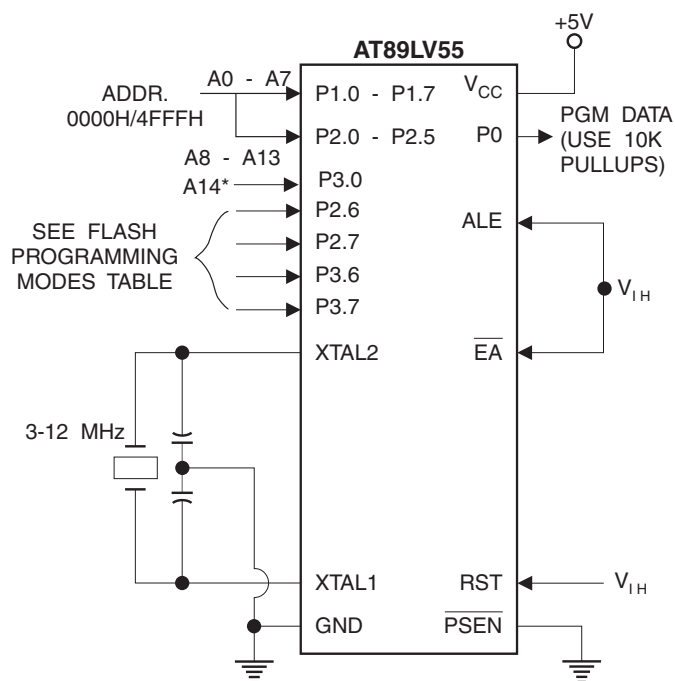 +5V
AT89LV55
ADDR.
0000H/4FFFH
A0 - A7
P1.0 - P1.7
VCC
P2.0 - P2.5
P0
PGM DATA
(USE 10K
PULLUPS)
A8 - A13
A14*
P3.0
SEE FLASH
PROGRAMMING
MODES TABLE
P2.6
P2.7
P3.6
P3.7
ALE
VIH
XTAL2
EA
3-12 MHz
XTAL1
RST
VIH
GND
PSEN